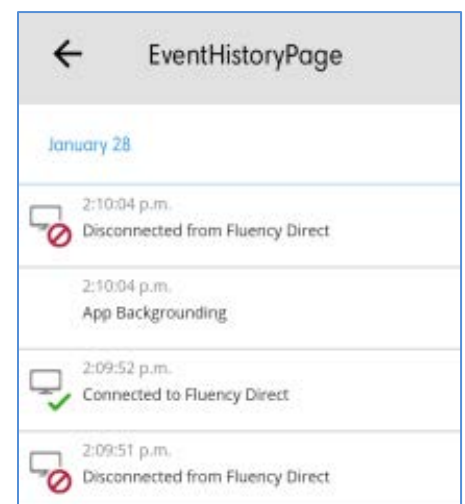 EventHistoryPage
January 28
2:10:04 p.m.
Disconnected from Fluency Direct
2:10:04 p.m.
App Backgrounding
2:09:52 p.m.
Connected to Fluency Direct
2:09:51 p.m.
Disconnected from Fluency Direct